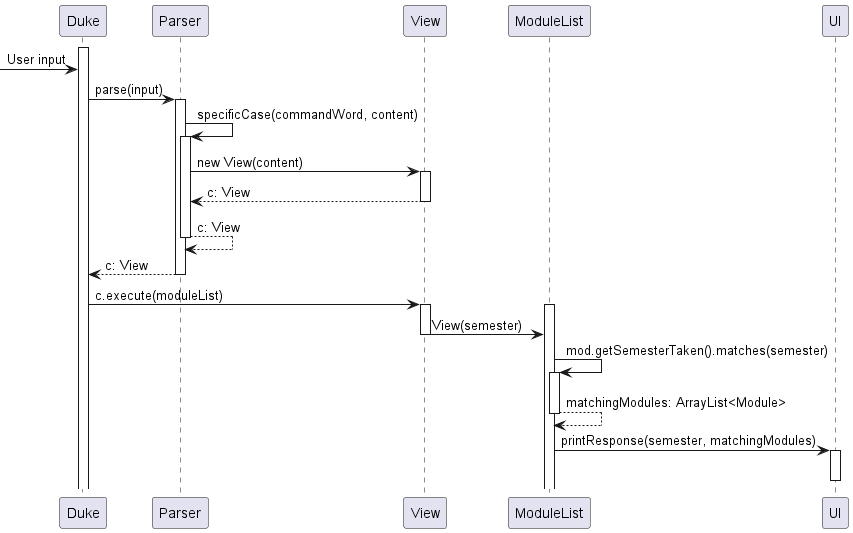 Duke Parser View ModuleList UI
User input
parse(input)
specificCase(commandWord, content)
new View(content)
c: View
c: View
c: View
c.execute(moduleList)
View(semester)
mod.getSemesterTaken().matches(semester)
matchingModules: ArrayList<Module>
printResponse(semester, matchingModules)
Duke Parser View ModuleList UI